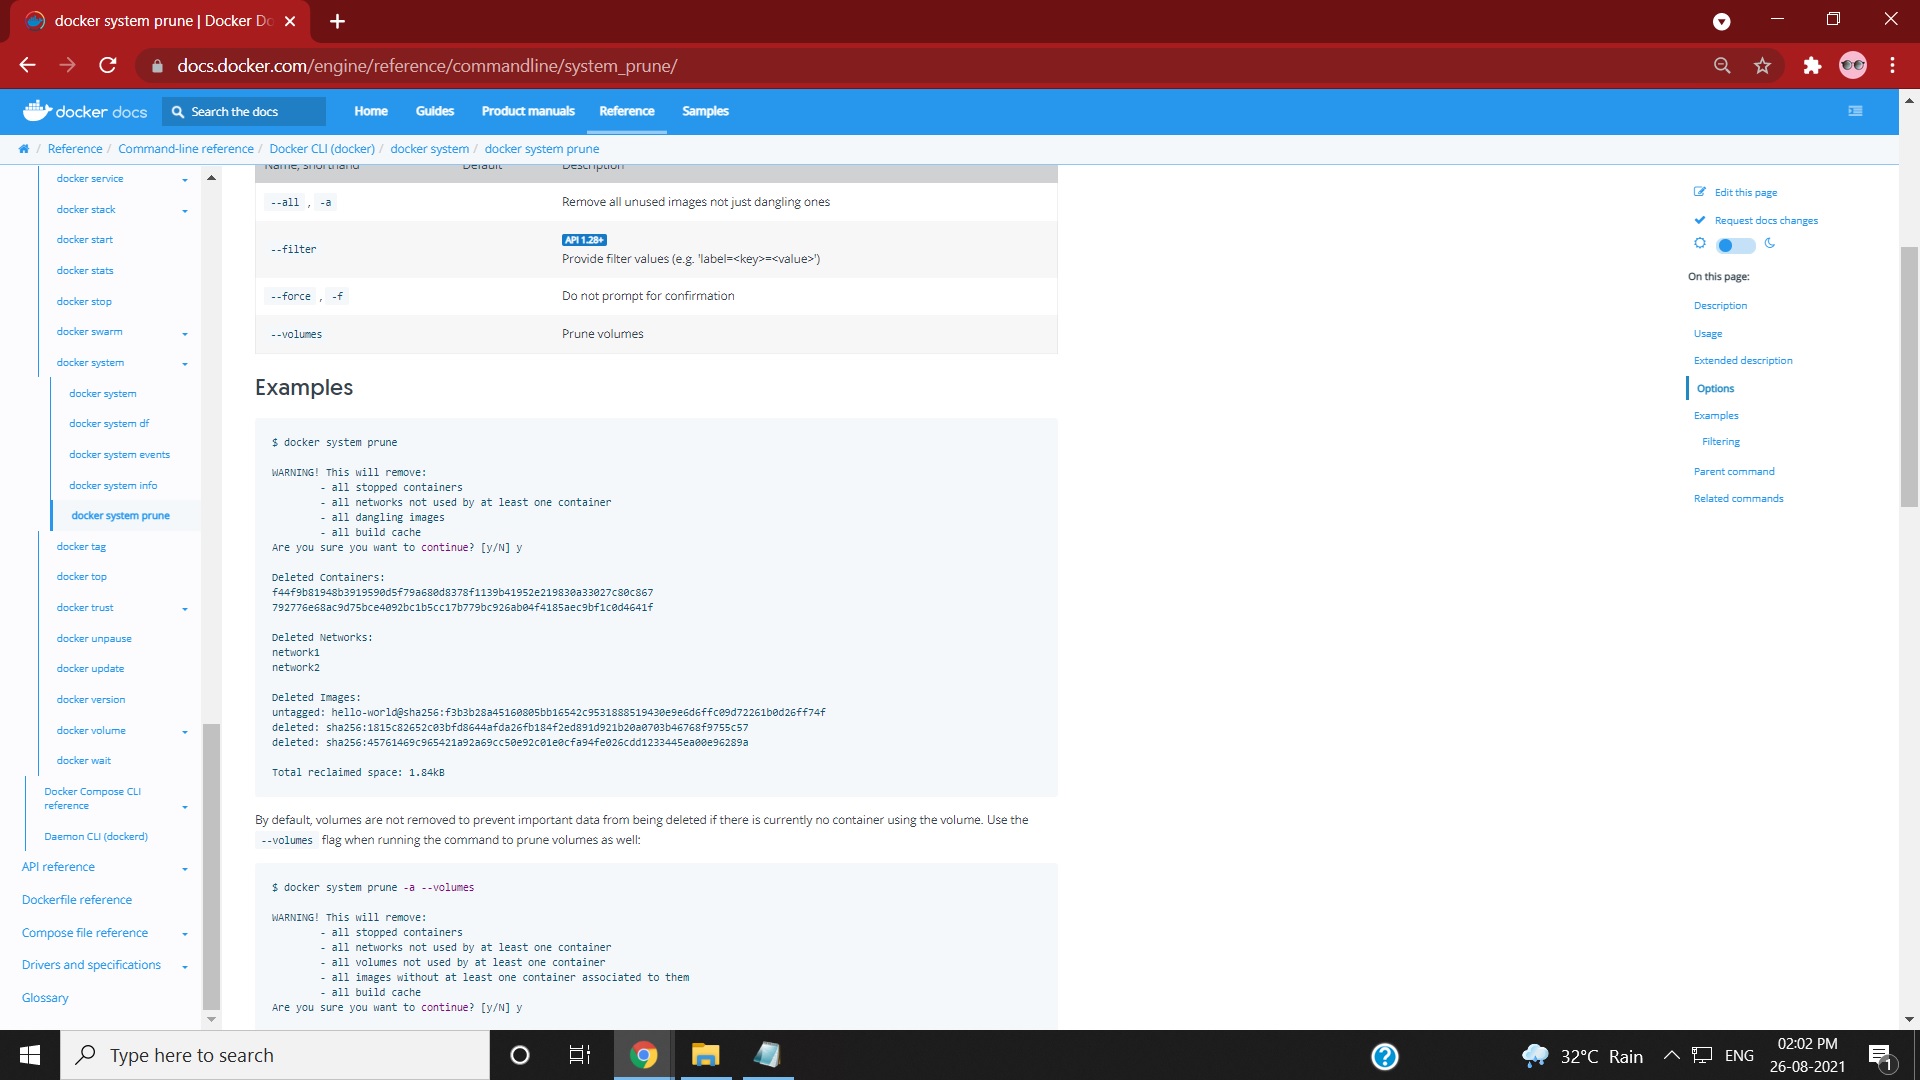 docker system prune | Docker Do
docs.docker.com/engine/reference/commandline/system_prune/
docker docs
Search the docs
Home
Guides
Product manuals
Reference
Samples
/ Reference / Command-line reference / Docker CLI (docker) / docker system / docker system prune
docker service
docker stack
docker start
docker stats
docker stop
docker swarm
docker system
docker system
docker system df
docker system events
docker system info
docker system prune
docker tag
docker top
docker trust
docker unpause
docker update
docker version
docker volume
docker wait
Docker Compose CLI
reference
Daemon CLI (dockerd)
API reference
Dockerfile reference
Compose file reference
Drivers and specifications
Glossary
Name, shorthand Default Description
--all , -a Remove all unused images not just dangling ones
API 1.28+
--filter
Provide filter values (e.g. 'label=<key>=<value>')
--force , -f Do not prompt for confirmation
--volumes Prune volumes
Examples
$ docker system prune
WARNING! This will remove:
- all stopped containers
- all networks not used by at least one container
- all dangling images
- all build cache
Are you sure you want to continue? [y/N] y
Deleted Containers:
f44f9b81948b3919590d5f79a680d8378f1139b41952e219830a33027c80c867
792776e68ac9d75bce4092bc1b5cc17b779bc926ab04f4185aec9bf1c0d4641f
Deleted Networks:
network1
network2
Deleted Images:
untagged: hello-world@sha256:f3b3b28a45160805bb16542c9531888519430e9e6d6ffc09d72261b0d26ff74f
deleted: sha256:1815c82652c03bfd8644afda26fb184f2ed891d921b20a0703b46768f9755c57
deleted: sha256:45761469c965421a92a69cc50e92c01e0cfa94fe026cdd1233445ea00e96289a
Total reclaimed space: 1.84kB
By default, volumes are not removed to prevent important data from being deleted if there is currently no container using the volume. Use the
--volumes flag when running the command to prune volumes as well:
$ docker system prune -a --volumes
WARNING! This will remove:
- all stopped containers
- all networks not used by at least one container
- all volumes not used by at least one container
- all images without at least one container associated to them
- all build cache
Are you sure you want to continue? [y/N] y
Edit this page
Request docs changes
On this page:
Description
Usage
Extended description
Options
Examples
Filtering
Parent command
Related commands
Type here to search
32°C Rain
ENG
02:02 PM
26-08-2021
1